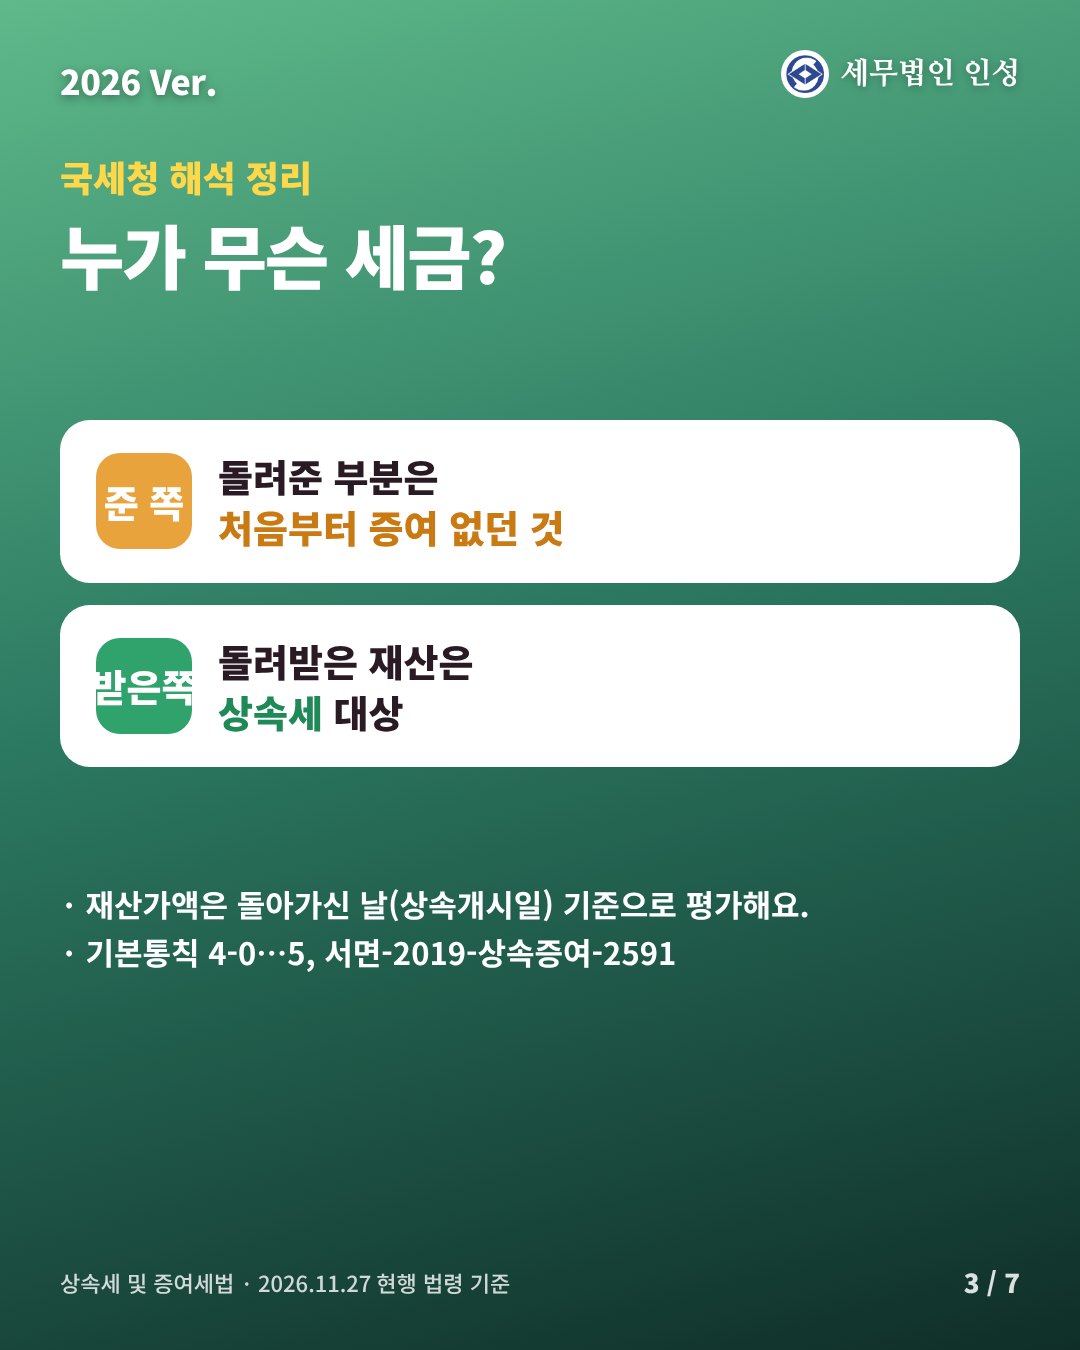 2026 Ver.
세무법인 인성
국세청 해석 정리
누가 무슨 세금?
준 쪽
돌려준 부분은
처음부터 증여 없던 것
받은쪽
돌려받은 재산은
상속세 대상
· 재산가액은 돌아가신 날(상속개시일) 기준으로 평가해요.
· 기본통칙 4-0…5, 서면-2019-상속증여-2591
상속세 및 증여세법 · 2026.11.27 현행 법령 기준
3 / 7